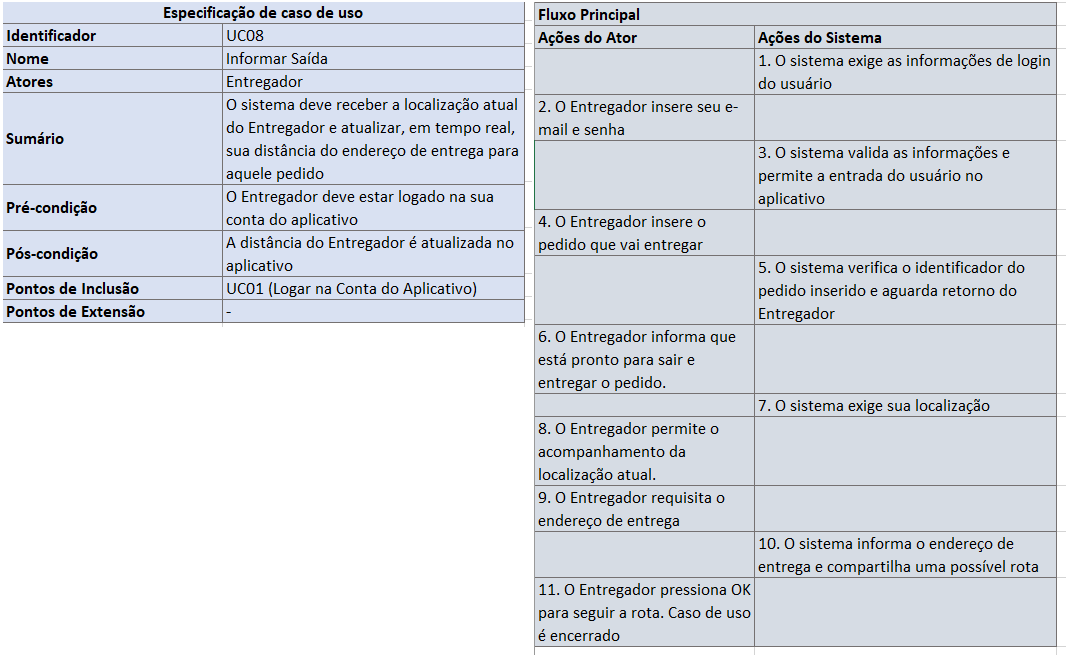 Especificação de caso de uso
Identificador
UC08
Nome
Informar Saída
Atores
Entregador
Sumário
O sistema deve receber a localização atual
do Entregador e atualizar, em tempo real,
sua distância do endereço de entrega para
aquele pedido
Pré-condição
O Entregador deve estar logado na sua
conta do aplicativo
Pós-condição
A distância do Entregador é atualizada no
aplicativo
Pontos de Inclusão
UC01 (Logar na Conta do Aplicativo)
Pontos de Extensão
-
Fluxo Principal
Ações do Ator
Ações do Sistema
1. O sistema exige as informações de login
do usuário
2. O Entregador insere seu e-
mail e senha
3. O sistema valida as informações e
permite a entrada do usuário no
aplicativo
4. O Entregador insere o
pedido que vai entregar
5. O sistema verifica o identificador do
pedido inserido e aguarda retorno do
Entregador
6. O Entregador informa que
está pronto para sair e
entregar o pedido.
7. O sistema exige sua localização
8. O Entregador permite o
acompanhamento da
localização atual.
9. O Entregador requisita o
endereço de entrega
10. O sistema informa o endereço de
entrega e compartilha uma possível rota
11. O Entregador pressiona OK
para seguir a rota. Caso de uso
é encerrado